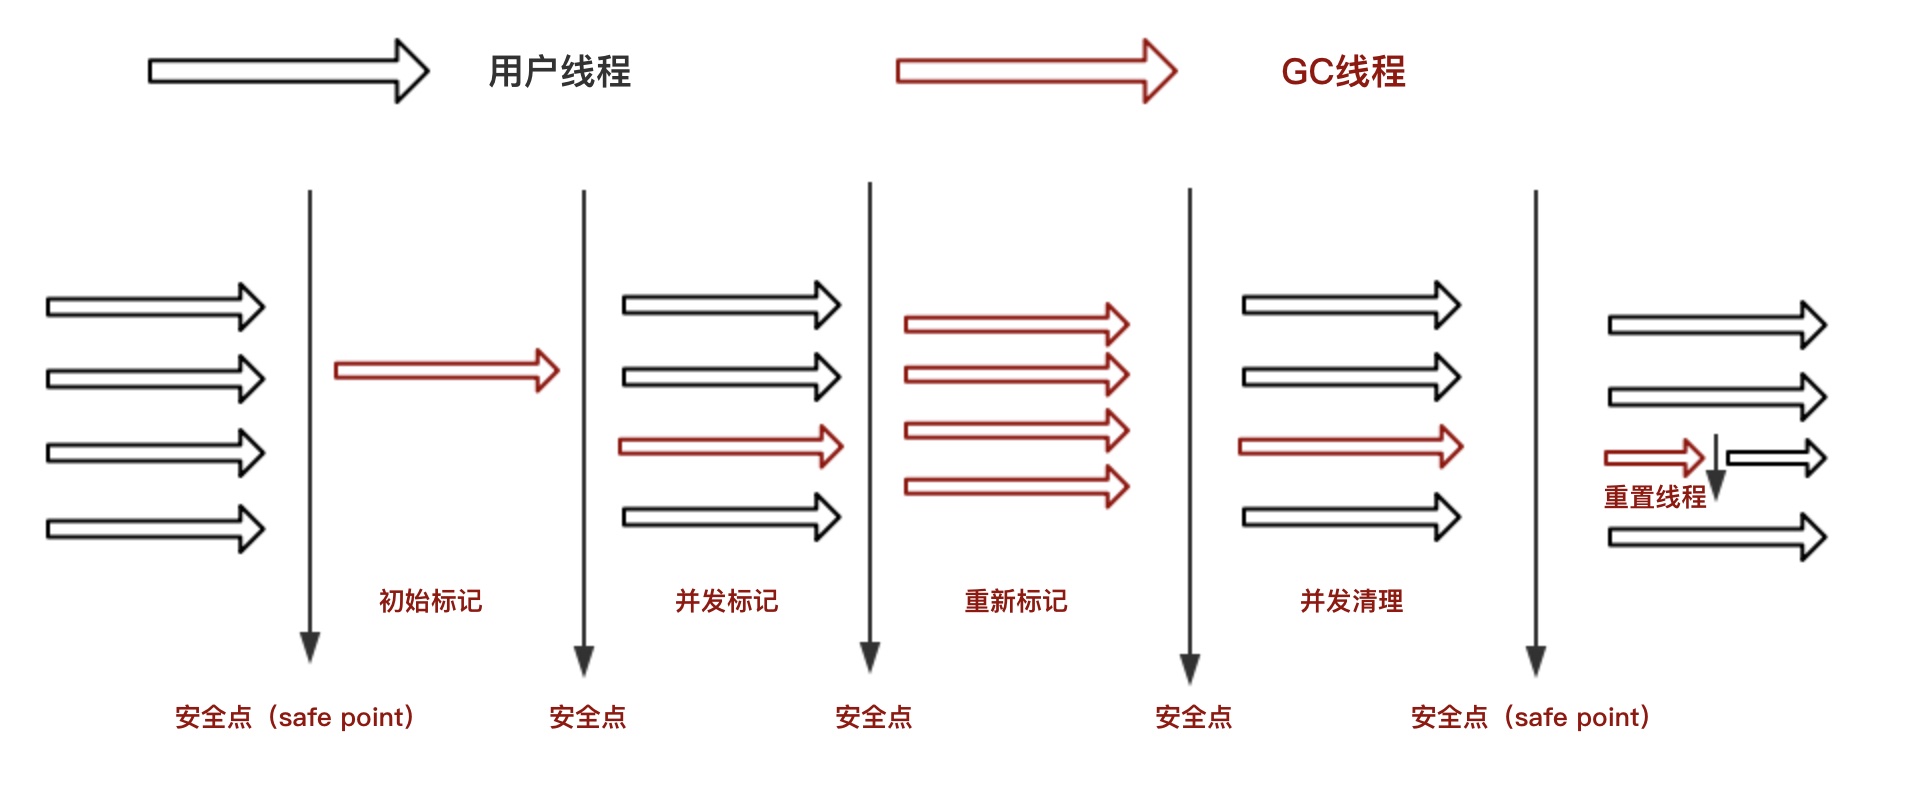 用户线程
GC线程
重置线程
初始标记
并发标记
重新标记
并发清理
安全点（safe point）
安全点
安全点
安全点
安全点（safe point）